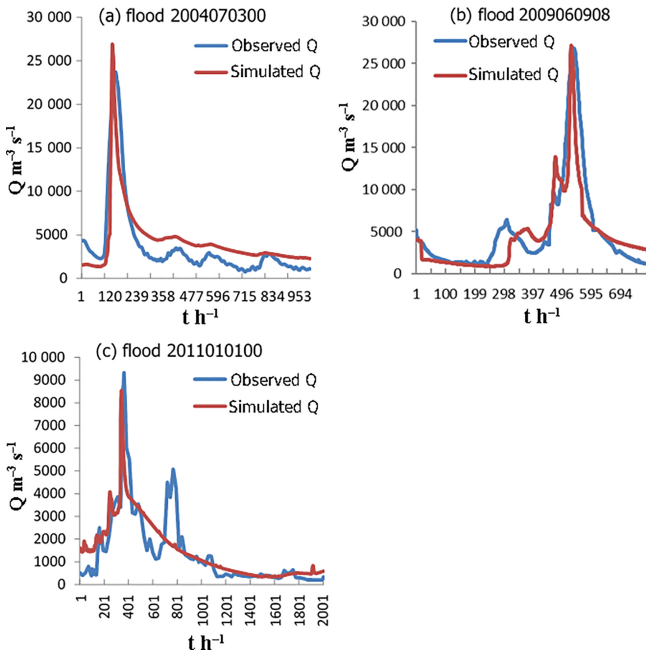 (a) flood 2004070300
30 000
25 000
20 000
15 000
10 000
5000
0
Q m⁻³ s⁻¹
Observed Q
Simulated Q
1 120 239 358 477 596 715 834 953
t h⁻¹
(b) flood 2009060908
30 000
25 000
20 000
15 000
10 000
5000
0
Q m⁻³ s⁻¹
Observed Q
Simulated Q
1 100 199 298 397 496 595 694
t h⁻¹
(c) flood 2011010100
10 000
9000
8000
7000
6000
5000
4000
3000
2000
1000
0
Q m⁻³ s⁻¹
Observed Q
Simulated Q
1 201 401 601 801 1001 1201 1401 1601 1801 2001
t h⁻¹